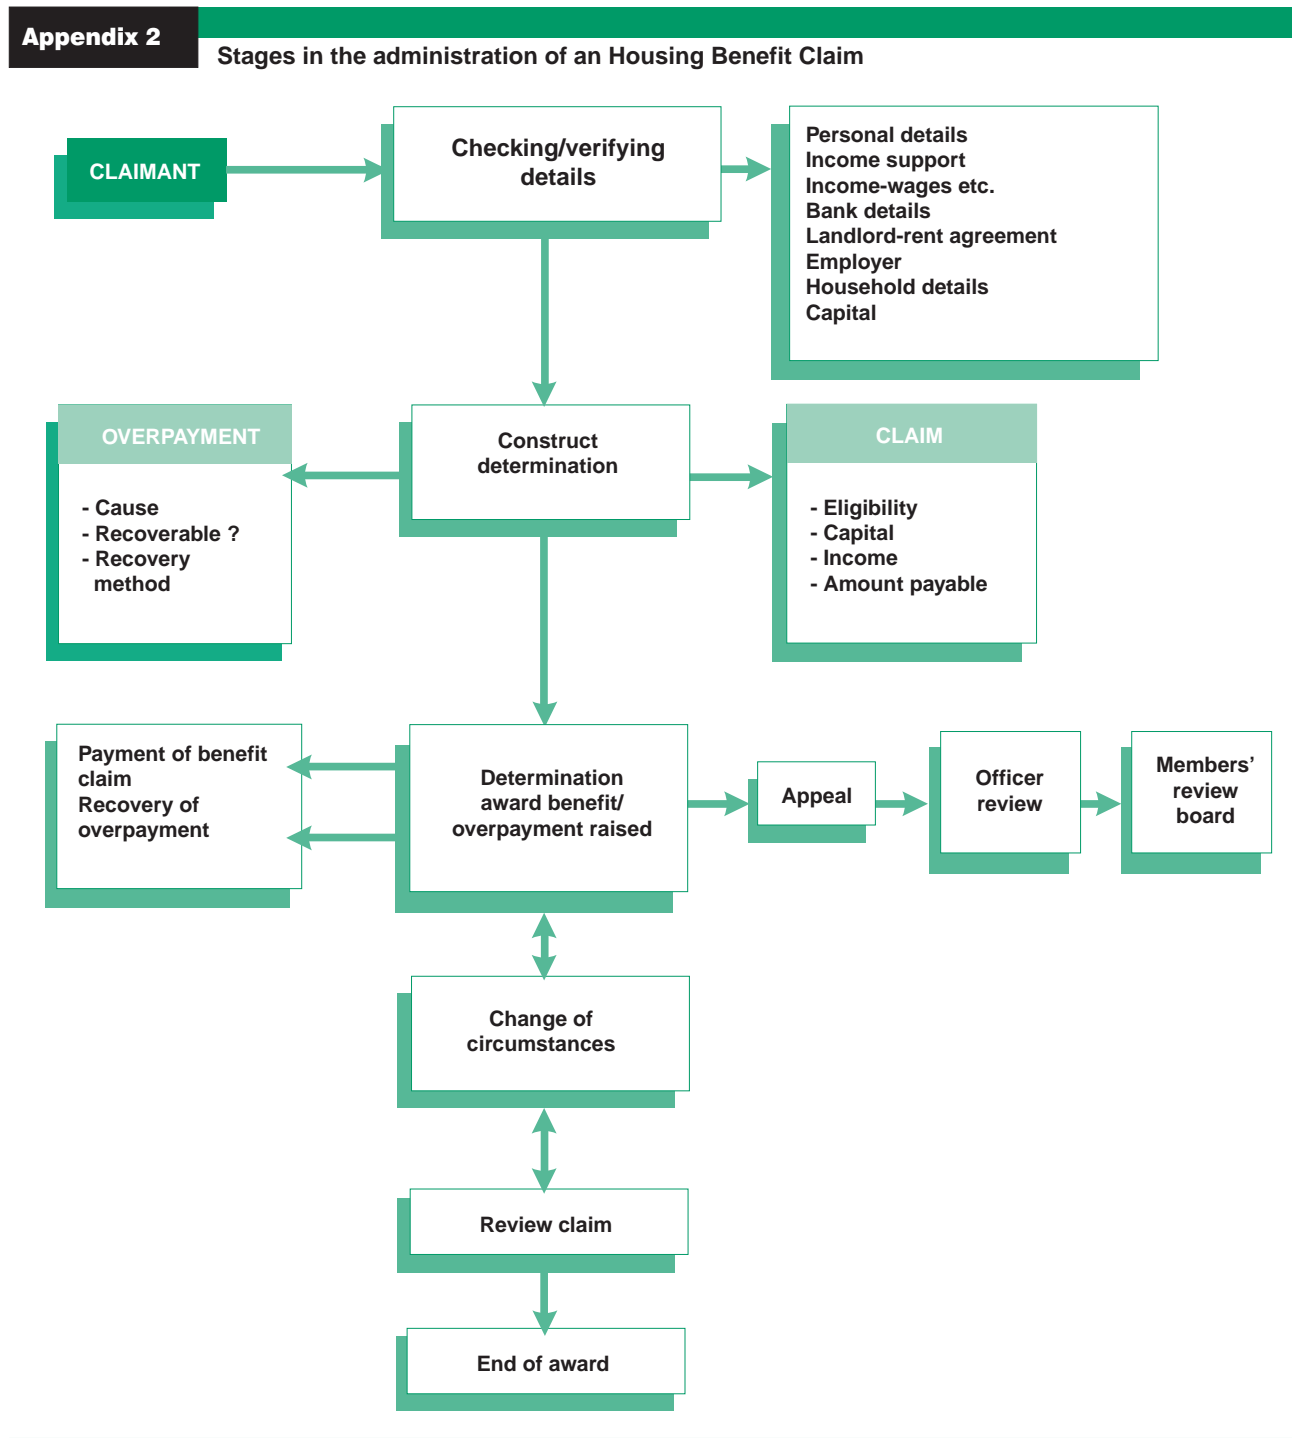 Appendix 2
Stages in the administration of an Housing Benefit Claim
CLAIMANT
Checking/verifying
details
Personal details
Income support
Income-wages etc.
Bank details
Landlord-rent agreement
Employer
Household details
Capital
OVERPAYMENT
- Cause
- Recoverable ?
- Recovery
method
Construct
determination
CLAIM
- Eligibility
- Capital
- Income
- Amount payable
Payment of benefit
claim
Recovery of
overpayment
Determination
award benefit/
overpayment raised
Appeal
Officer
review
Members’
review
board
Change of
circumstances
Review claim
End of award